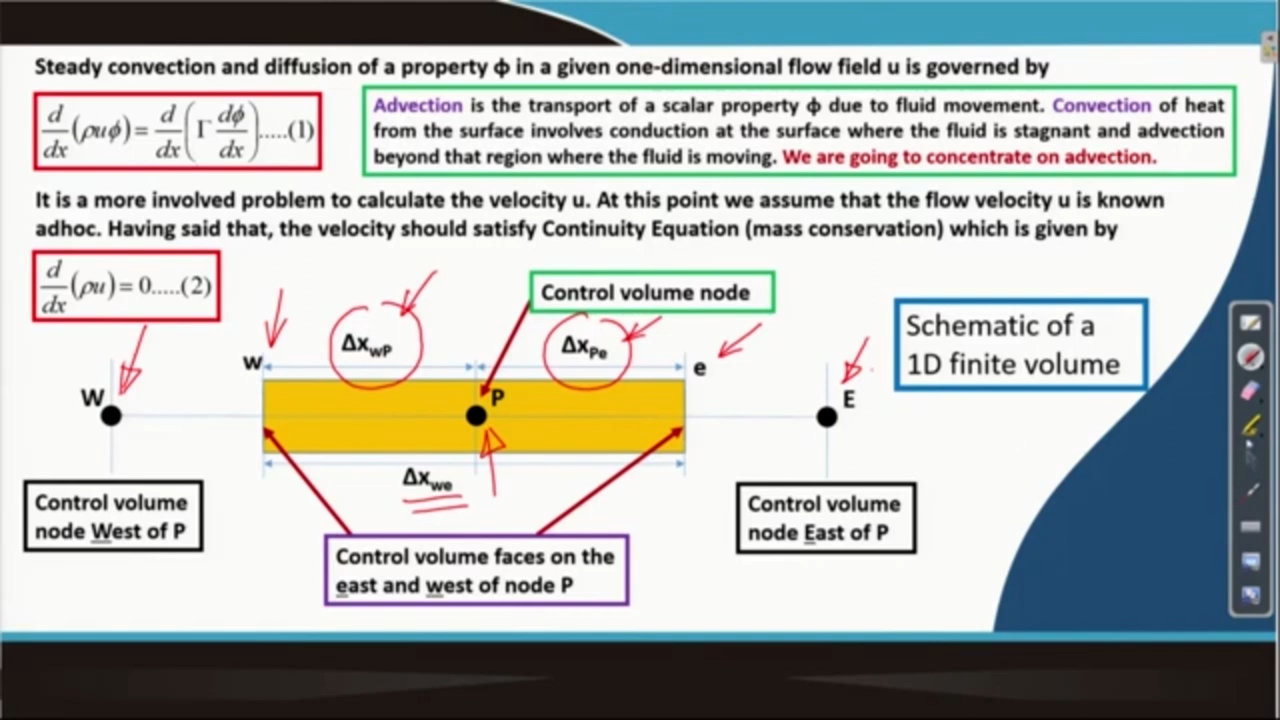 Steady convection and diffusion of a property ϕ in a given one-dimensional flow field u is governed by
d/dx (ρuϕ) = d/dx (Γ dϕ/dx).....(1)
Advection is the transport of a scalar property ϕ due to fluid movement. Convection of heat
from the surface involves conduction at the surface where the fluid is stagnant and advection
beyond that region where the fluid is moving. We are going to concentrate on advection.
It is a more involved problem to calculate the velocity u. At this point we assume that the flow velocity u is known
adhoc. Having said that, the velocity should satisfy Continuity Equation (mass conservation) which is given by
d/dx (ρu) = 0.....(2)
Control volume node
Schematic of a
1D finite volume
w
Δx_wP
Δx_Pe
e
W
P
E
Δx_we
Control volume
node West of P
Control volume
node East of P
Control volume faces on the
east and west of node P